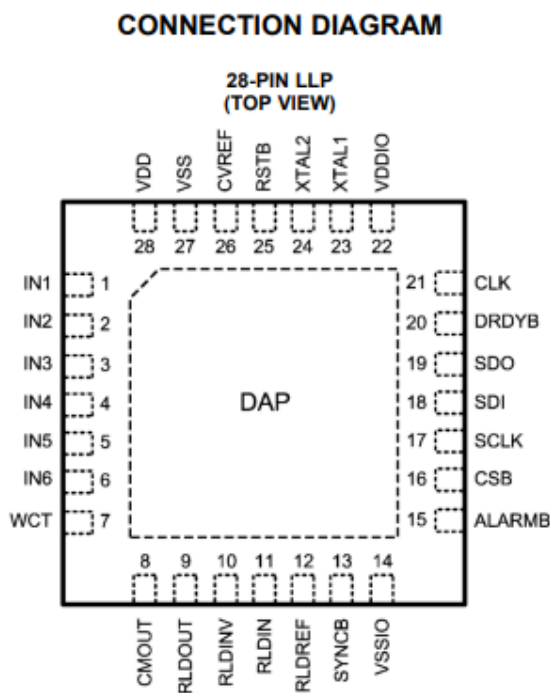 CONNECTION DIAGRAM
28-PIN LLP
(TOP VIEW)
VDD VSS CVREF RSTB XTAL2 XTAL1 VDDIO
28 27 26 25 24 23 22
IN1 1 21 CLK
IN2 2 20 DRDYB
IN3 3 19 SDO
IN4 4 DAP 18 SDI
IN5 5 17 SCLK
IN6 6 16 CSB
WCT 7 15 ALARMB
8 9 10 11 12 13 14
CMOUT RLDOUT RLDINV RLDIN RLDREF SYNCB VSSIO